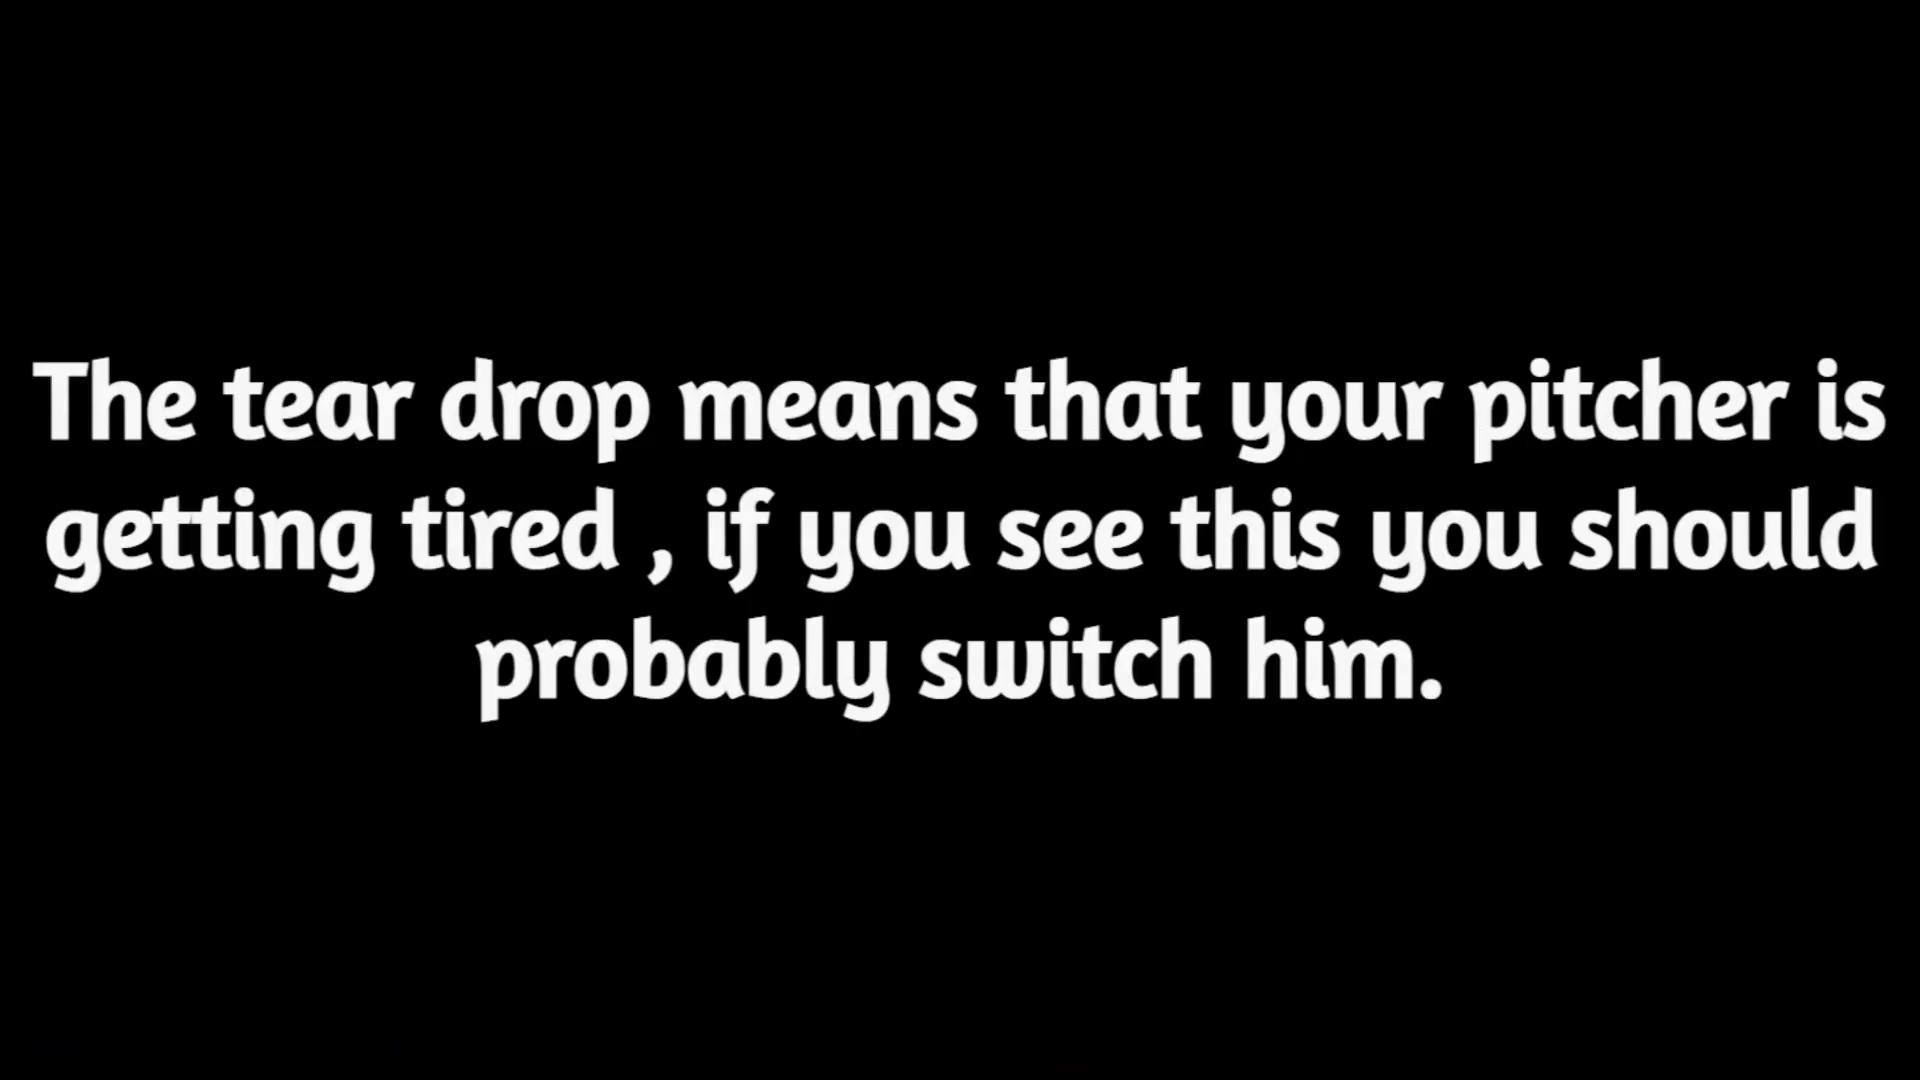 The tear drop means that your pitcher is
getting tired , if you see this you should
probably switch him.